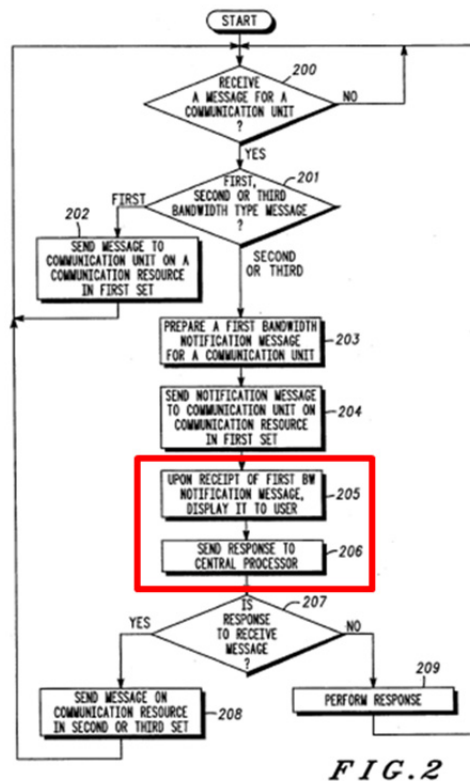 START
200
RECEIVE
A MESSAGE FOR A
COMMUNICATION UNIT
?
NO
YES
201
FIRST,
SECOND OR THIRD
BANDWIDTH TYPE MESSAGE
?
FIRST
202
SEND MESSAGE TO
COMMUNICATION UNIT ON A
COMMUNICATION RESOURCE
IN FIRST SET
SECOND
OR THIRD
PREPARE A FIRST BANDWIDTH
NOTIFICATION MESSAGE
FOR A COMMUNICATION UNIT
203
SEND NOTIFICATION MESSAGE
TO COMMUNICATION UNIT ON
COMMUNICATION RESOURCE
IN FIRST SET
204
UPON RECEIPT OF FIRST BW
NOTIFICATION MESSAGE,
DISPLAY IT TO USER
205
SEND RESPONSE TO
CENTRAL PROCESSOR
206
207
IS
RESPONSE
TO RECEIVE
MESSAGE
?
YES
NO
SEND MESSAGE ON
COMMUNICATION RESOURCE
IN SECOND OR THIRD SET
208
209
PERFORM RESPONSE
FIG.2